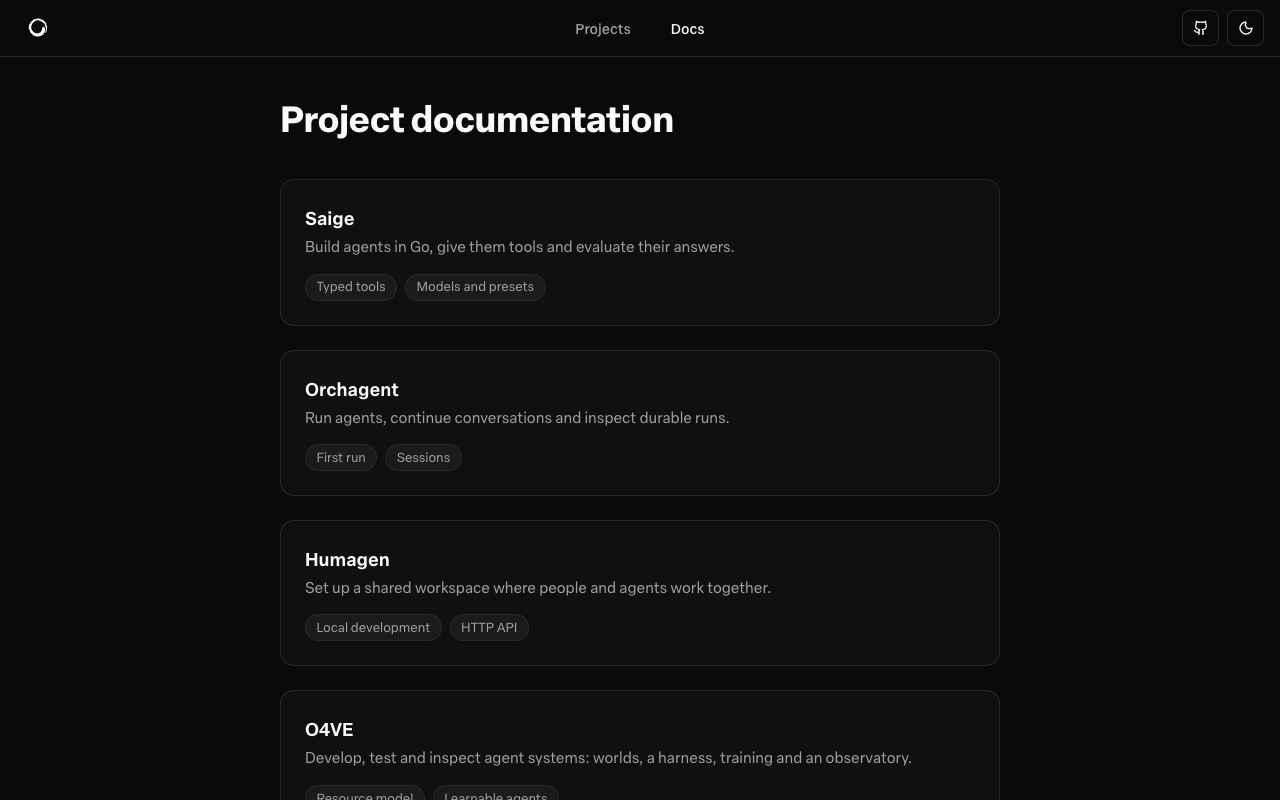 Projects
Docs
Project documentation
Saige
Build agents in Go, give them tools and evaluate their answers.
Typed tools
Models and presets
Orchagent
Run agents, continue conversations and inspect durable runs.
First run
Sessions
Humagen
Set up a shared workspace where people and agents work together.
Local development
HTTP API
O4VE
Develop, test and inspect agent systems: worlds, a harness, training and an observatory.
Resource model
Learnable agents